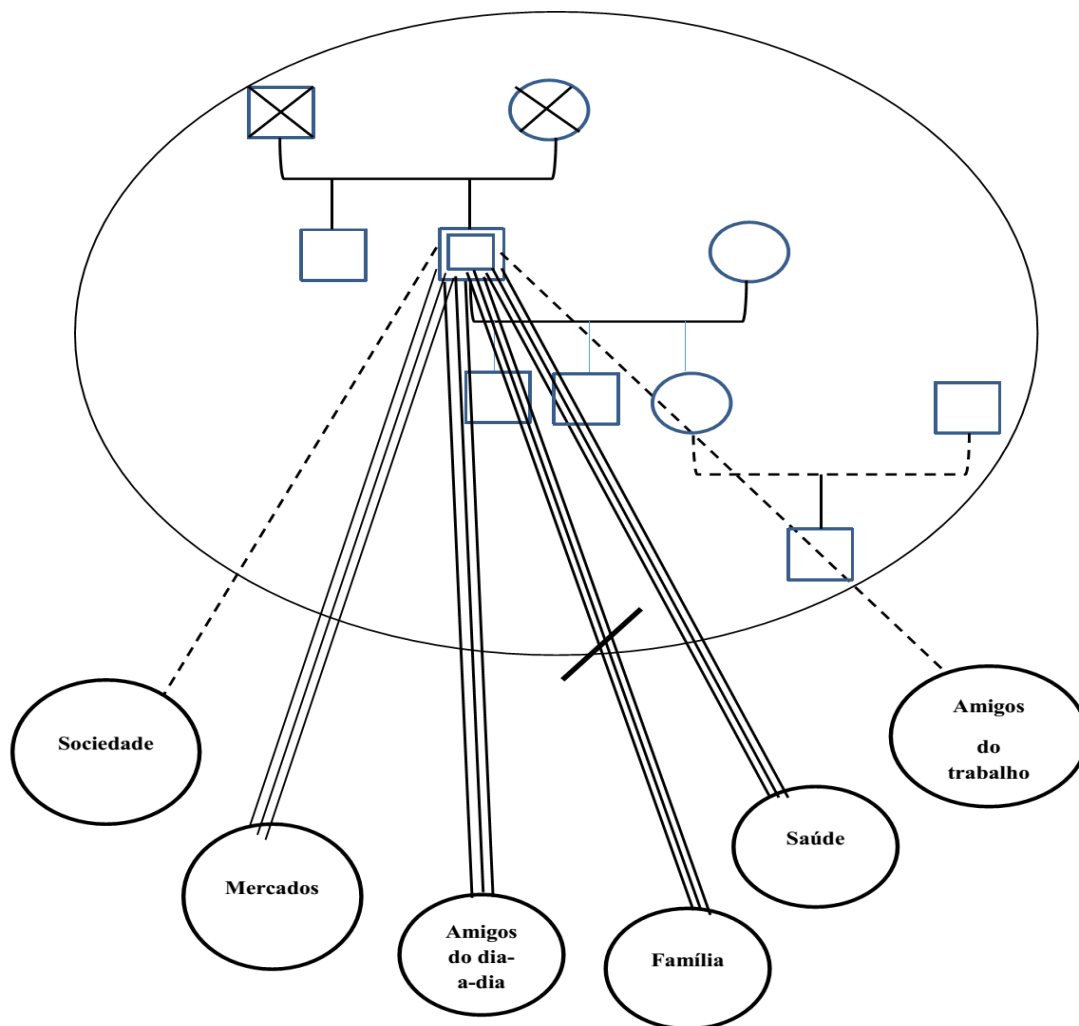 Sociedade
Mercados
Amigos
do dia-
a-dia
Família
Saúde
Amigos
do
trabalho